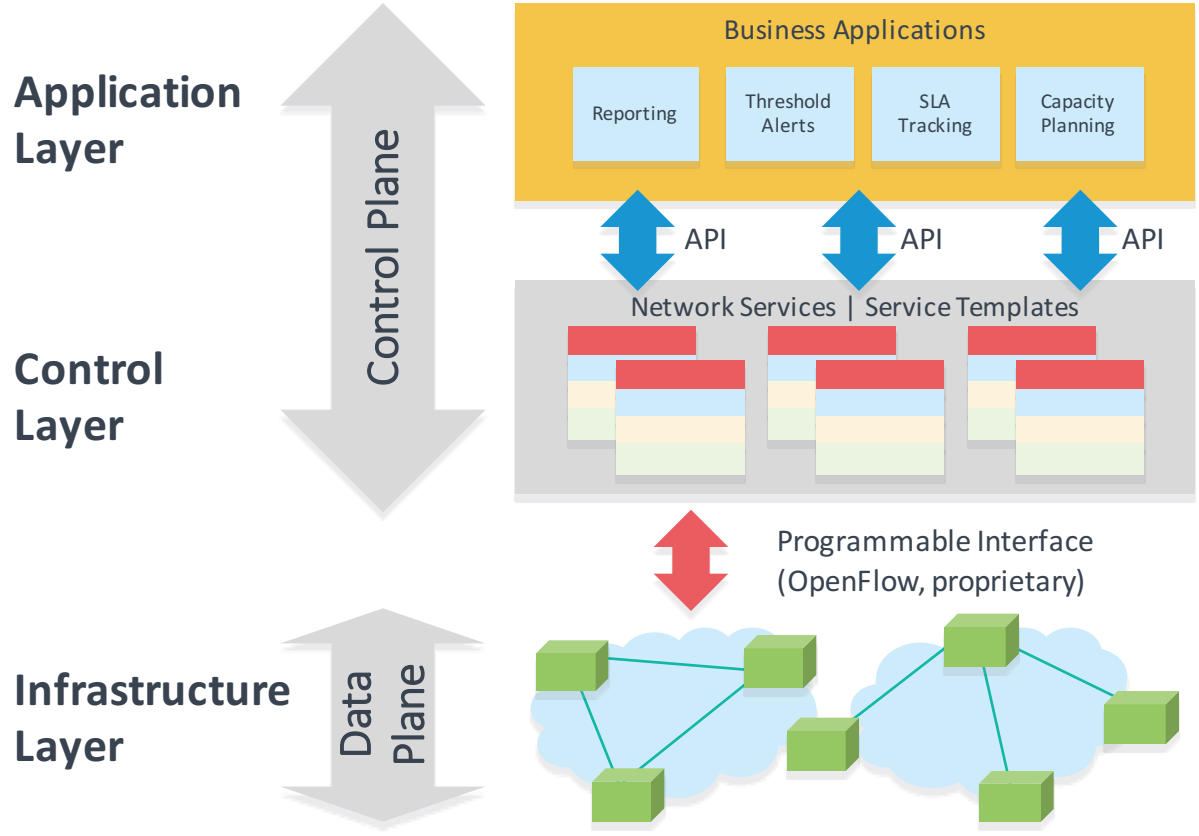 Application
Layer
Control Plane
Business Applications
Reporting
Threshold
Alerts
SLA
Tracking
Capacity
Planning
API
API
API
Control
Layer
Network Services | Service Templates
Programmable Interface
(OpenFlow, proprietary)
Infrastructure
Layer
Data
Plane